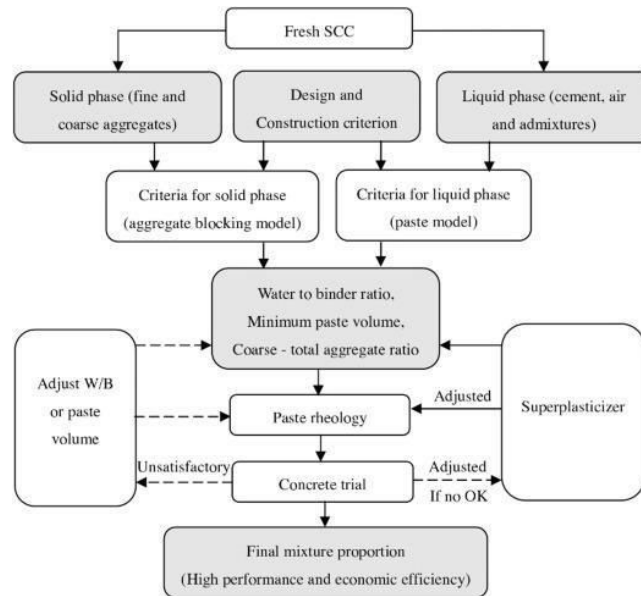 Fresh SCC
Solid phase (fine and
coarse aggregates)
Design and
Construction criterion
Liquid phase (cement, air
and admixtures)
Criteria for solid phase
(aggregate blocking model)
Criteria for liquid phase
(paste model)
Water to binder ratio,
Minimum paste volume,
Coarse - total aggregate ratio
Adjust W/B
or paste
volume
Paste rheology
Adjusted
Superplasticizer
Unsatisfactory
Concrete trial
Adjusted
If no OK
Final mixture proportion
(High performance and economic efficiency)